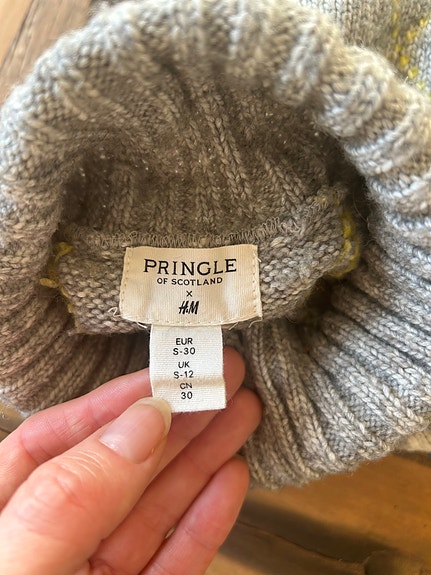 PRINGLE
OF SCOTLAND
x
H&M
EUR
S-30
UK
S-12
CN
30